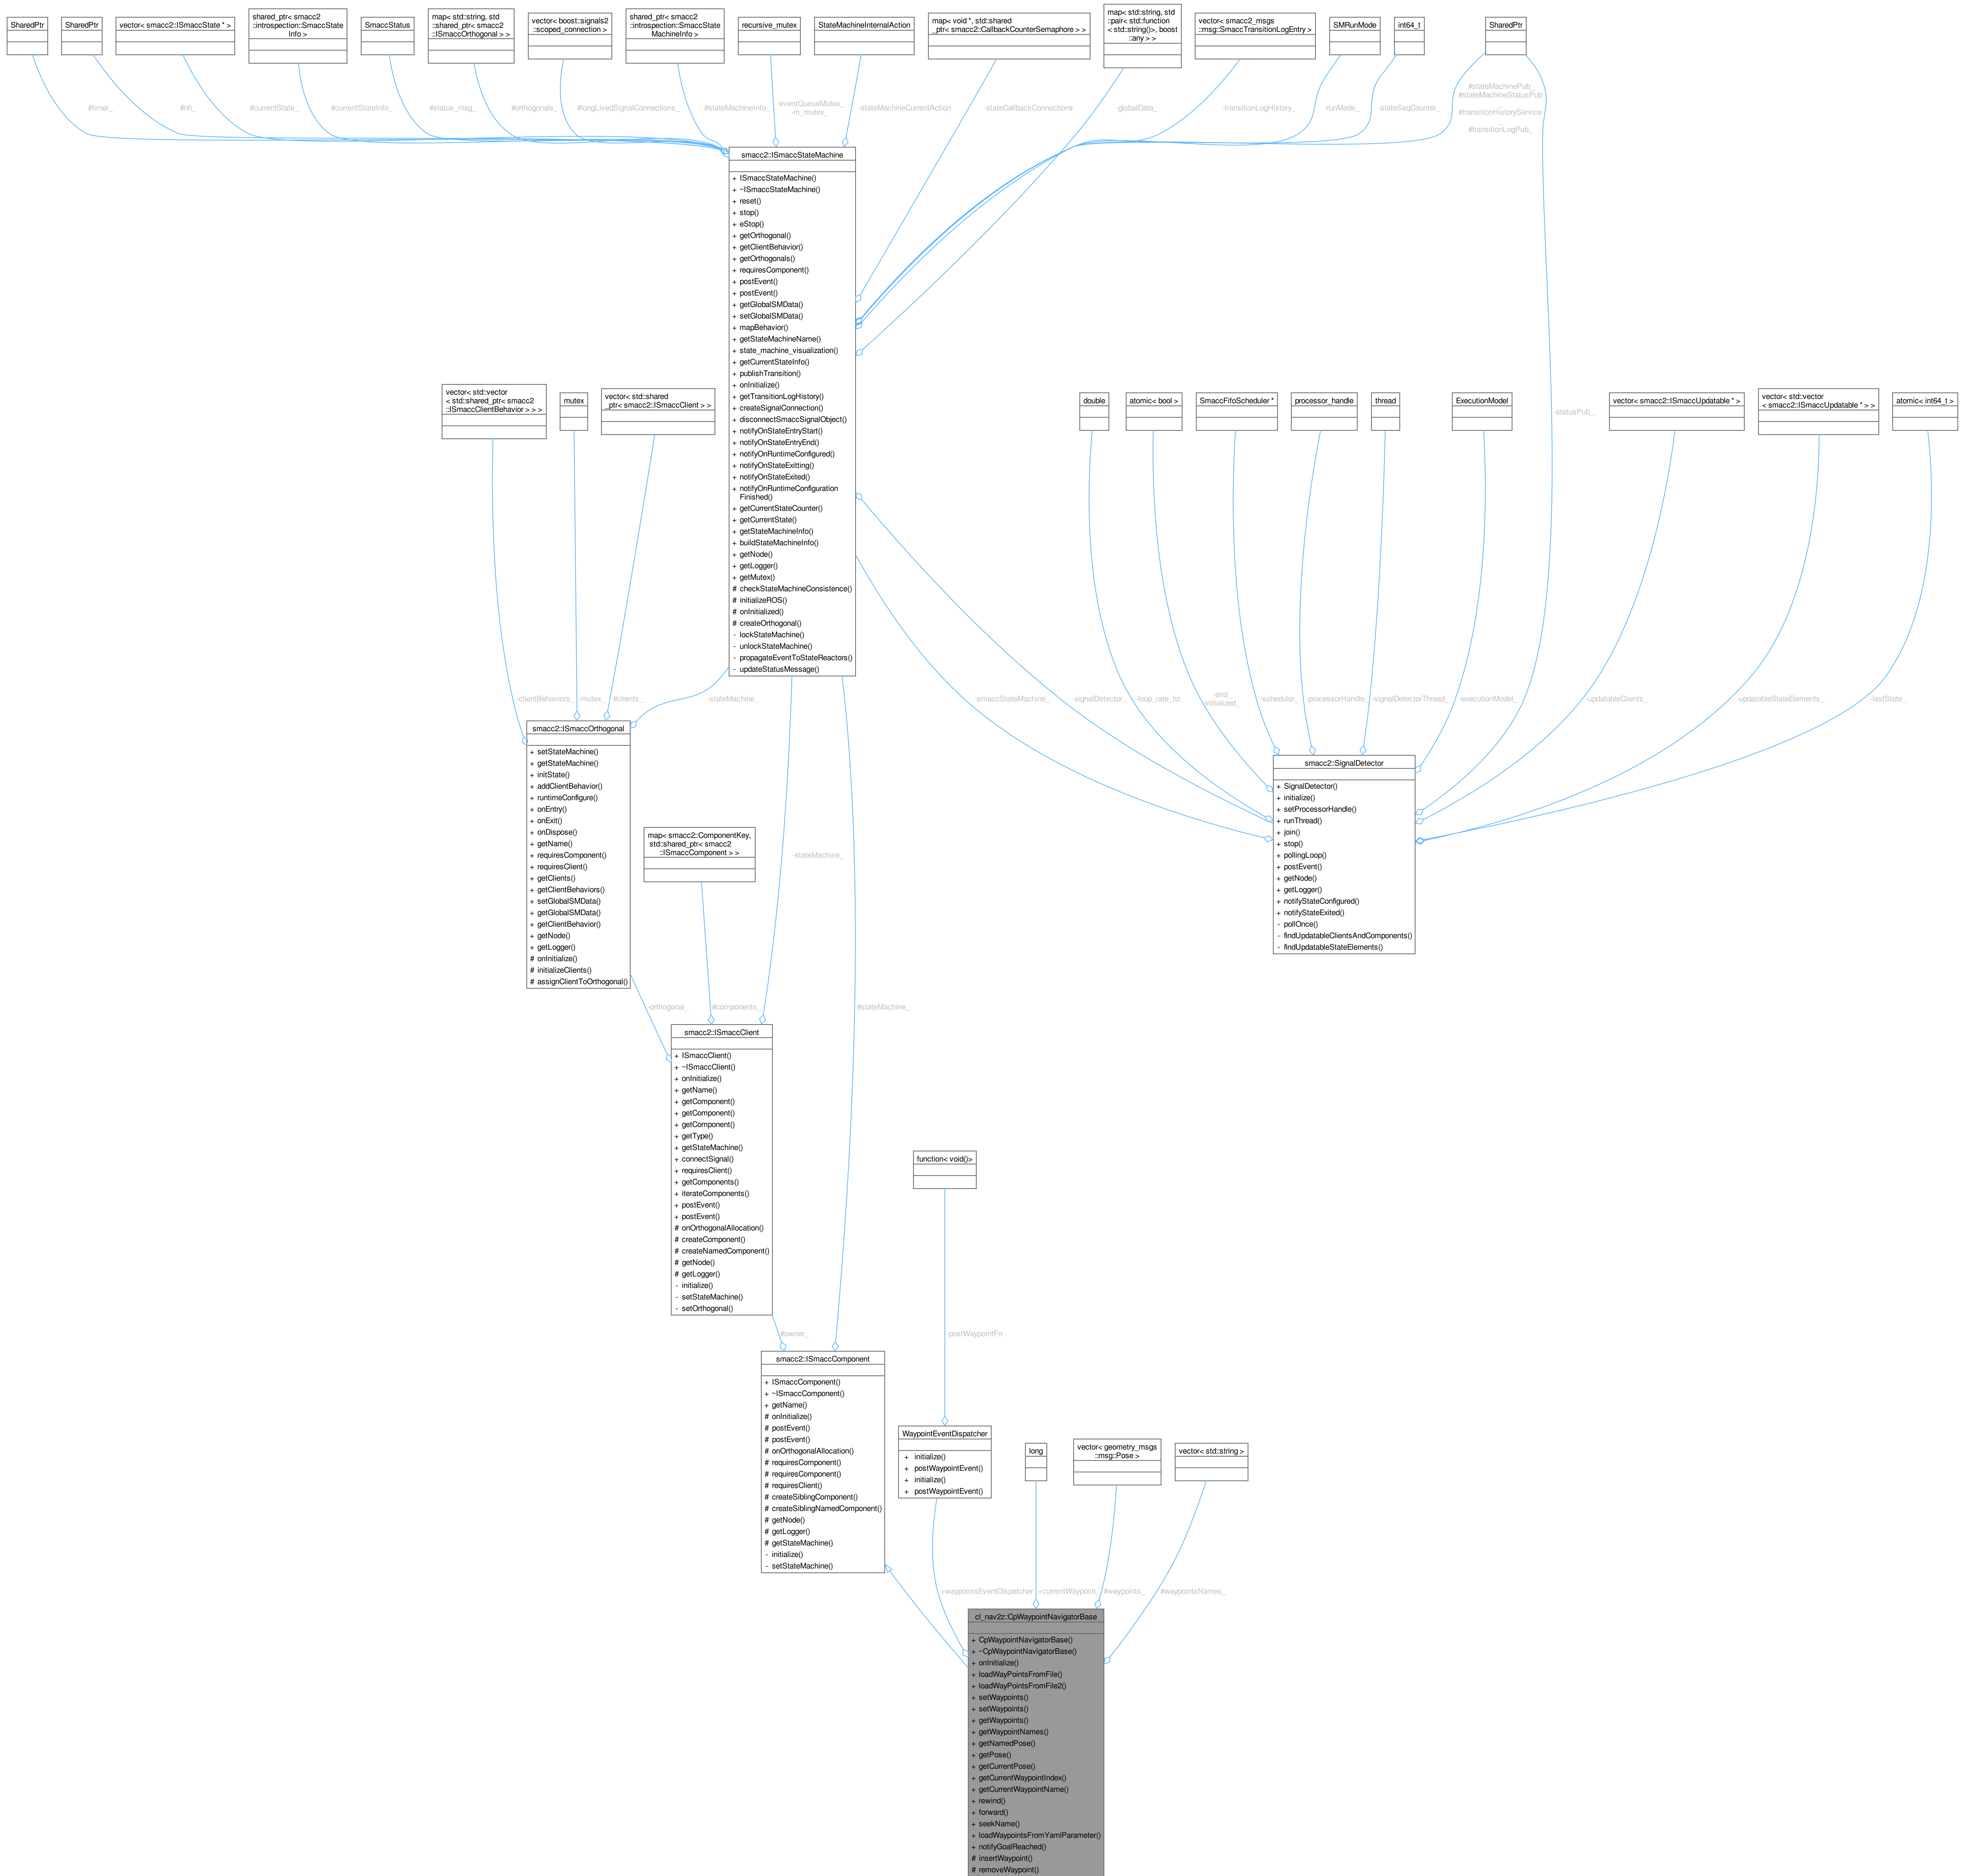 SharedPtr
SharedPtr
vector< smacc2::ISmaccState * >
shared_ptr< smacc2
::introspection::SmaccState
Info >
SmaccStatus
map< std::string, std
::shared_ptr< smacc2
::ISmaccOrthogonal > >
vector< boost::signals2
::scoped_connection >
shared_ptr< smacc2
::introspection::SmaccState
MachineInfo >
recursive_mutex
StateMachineInternalAction
map< void *, std::shared
_ptr< smacc2::CallbackCounterSemaphore > >
map< std::string, std
::pair< std::function
< std::string()>, boost
::any > >
vector< smacc2_msgs
::msg::SmaccTransitionLogEntry >
SMRunMode
int64_t
SharedPtr
#timer_
#nh_
#currentState_
#currentStateInfo_
#status_msg_
#orthogonals_
#longLivedSignalConnections_
#stateMachineInfo_
-eventQueueMutex_
-m_mutex_
-stateMachineCurrentAction
-stateCallbackConnections
-globalData_
-transitionLogHistory_
-runMode_
-stateSeqCounter_
#stateMachinePub_
#stateMachineStatusPub
_
#transitionHistoryService
_
#transitionLogPub_
smacc2::ISmaccStateMachine
+ ISmaccStateMachine()
+ ~ISmaccStateMachine()
+ reset()
+ stop()
+ eStop()
+ getOrthogonal()
+ getClientBehavior()
+ getOrthogonals()
+ requiresComponent()
+ postEvent()
+ postEvent()
+ getGlobalSMData()
+ setGlobalSMData()
+ mapBehavior()
+ getStateMachineName()
+ state_machine_visualization()
+ getCurrentStateInfo()
+ publishTransition()
+ onInitialize()
+ getTransitionLogHistory()
+ createSignalConnection()
+ disconnectSmaccSignalObject()
+ notifyOnStateEntryStart()
+ notifyOnStateEntryEnd()
+ notifyOnRuntimeConfigured()
+ notifyOnStateExitting()
+ notifyOnStateExited()
+ notifyOnRuntimeConfiguration
Finished()
+ getCurrentStateCounter()
+ getCurrentState()
+ getStateMachineInfo()
+ buildStateMachineInfo()
+ getNode()
+ getLogger()
+ getMutex()
# checkStateMachineConsistence()
# initializeROS()
# onInitialized()
# createOrthogonal()
- lockStateMachine()
- unlockStateMachine()
- propagateEventToStateReactors()
- updateStatusMessage()
vector< std::vector
< std::shared_ptr< smacc2
::ISmaccClientBehavior > > >
mutex
vector< std::shared
_ptr< smacc2::ISmaccClient > >
double
atomic< bool >
SmaccFifoScheduler *
processor_handle
thread
ExecutionModel
-statusPub_
vector< smacc2::ISmaccUpdatable * >
vector< std::vector
< smacc2::ISmaccUpdatable * > >
atomic< int64_t >
-clientBehaviors_
-mutex_
#clients_
-stateMachine_
-smaccStateMachine_
-signalDetector_
-loop_rate_hz
-end_
-initialized_
-scheduler_
-processorHandle_
-signalDetectorThread_
-executionModel_
-updatableClients_
-updatableStateElements_
-lastState_
smacc2::ISmaccOrthogonal
+ setStateMachine()
+ getStateMachine()
+ initState()
+ addClientBehavior()
+ runtimeConfigure()
+ onEntry()
+ onExit()
+ onDispose()
+ getName()
+ requiresComponent()
+ requiresClient()
+ getClients()
+ getClientBehaviors()
+ setGlobalSMData()
+ getGlobalSMData()
+ getClientBehavior()
+ getNode()
+ getLogger()
# onInitialize()
# initializeClients()
# assignClientToOrthogonal()
smacc2::SignalDetector
+ SignalDetector()
+ initialize()
+ setProcessorHandle()
+ runThread()
+ join()
+ stop()
+ pollingLoop()
+ postEvent()
+ getNode()
+ getLogger()
+ notifyStateConfigured()
+ notifyStateExited()
- pollOnce()
- findUpdatableClientsAndComponents()
- findUpdatableStateElements()
map< smacc2::ComponentKey,
std::shared_ptr< smacc2
::ISmaccComponent > >
-stateMachine_
-orthogonal_
#components_
#stateMachine_
smacc2::ISmaccClient
+ ISmaccClient()
+ ~ISmaccClient()
+ onInitialize()
+ getName()
+ getComponent()
+ getComponent()
+ getComponent()
+ getType()
+ getStateMachine()
+ connectSignal()
+ requiresClient()
+ getComponents()
+ iterateComponents()
+ postEvent()
+ postEvent()
# onOrthogonalAllocation()
# createComponent()
# createNamedComponent()
# getNode()
# getLogger()
- initialize()
- setStateMachine()
- setOrthogonal()
function< void()>
#owner_
-postWaypointFn
smacc2::ISmaccComponent
+ ISmaccComponent()
+ ~ISmaccComponent()
+ getName()
# onInitialize()
# postEvent()
# postEvent()
# onOrthogonalAllocation()
# requiresComponent()
# requiresComponent()
# requiresClient()
# createSiblingComponent()
# createSiblingNamedComponent()
# getNode()
# getLogger()
# getStateMachine()
- initialize()
- setStateMachine()
WaypointEventDispatcher
+ initialize()
+ postWaypointEvent()
+ initialize()
+ postWaypointEvent()
long
vector< geometry_msgs
::msg::Pose >
vector< std::string >
+waypointsEventDispatcher
+currentWaypoint_
#waypoints_
#waypointsNames_
cl_nav2z::CpWaypointNavigatorBase
+ CpWaypointNavigatorBase()
+ ~CpWaypointNavigatorBase()
+ onInitialize()
+ loadWayPointsFromFile()
+ loadWayPointsFromFile2()
+ setWaypoints()
+ setWaypoints()
+ getWaypoints()
+ getWaypointNames()
+ getNamedPose()
+ getPose()
+ getCurrentPose()
+ getCurrentWaypointIndex()
+ getCurrentWaypointName()
+ rewind()
+ forward()
+ seekName()
+ loadWaypointsFromYamlParameter()
+ notifyGoalReached()
# insertWaypoint()
# removeWaypoint()